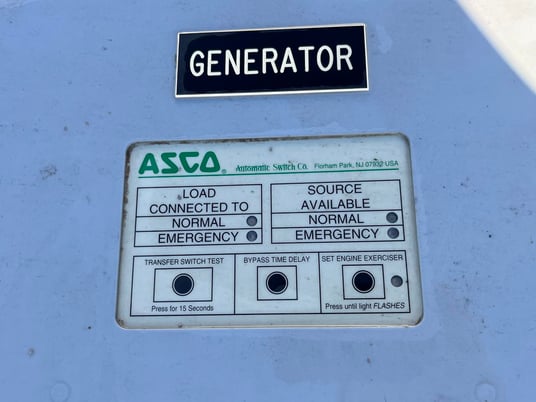 GENERATOR
ASCO® Automatic Switch Co. Florham Park, NJ 07932 USA
LOAD
CONNECTED TO
NORMAL
EMERGENCY
SOURCE
AVAILABLE
NORMAL
EMERGENCY
TRANSFER SWITCH TEST
Press for 15 Seconds
BYPASS TIME DELAY
SET ENGINE EXERCISER
Press until light FLASHES